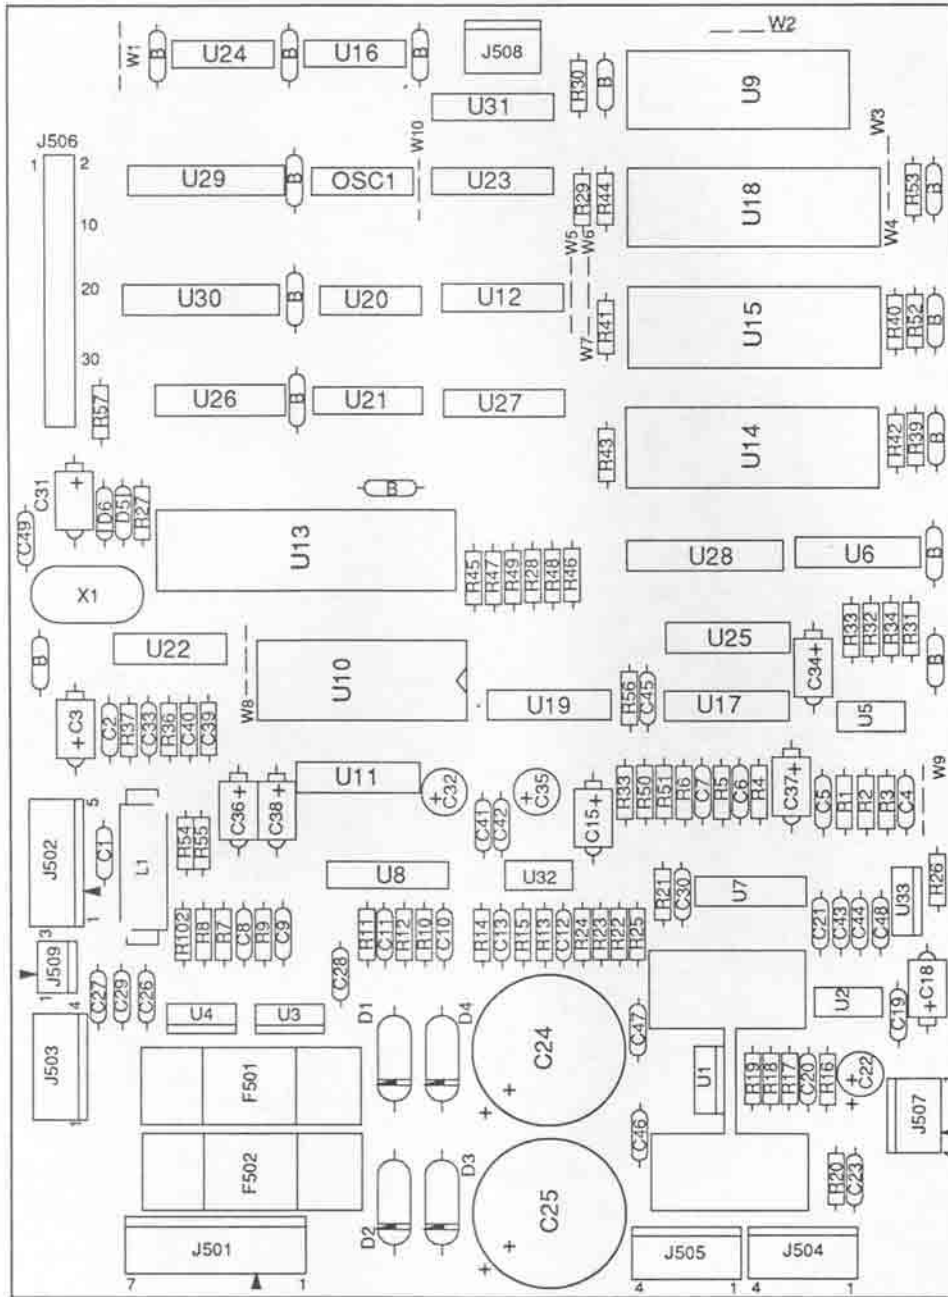 W1 B U24 B U16 B J508 W2
R30 B U9
U31
J506 W10 W3
1 2 U29 B OSC1 U23 R29 R44 U18 R53 B
10 W5 W6 W4
20 U30 B U20 U12 R41 U15 R40 R52 B
W7
30 R57 U26 B U21 U27 R43 U14 R42 R39 B
C31 + D6 D5 R27 B
C49 U13 R45 R47 R49 R28 R48 R46 U28 U6 B
X1
R33 R32 R34 R31
B U22 U10 U25 C34+ B
W8 U19 R56 C45 U17 U5
+C3 C2 R37 C33 R36 C40 C39
U11 +C32 +C35 W9
C36+ C38+ C41 C42 C15+ R33 R50 R51 R6 C7 R5 C6 R4 C37+ C5 R1 R2 R3 C4
5 J502 1 C1 L1 R54 R55
U8 U32 R21 C30 U7 U33 R26
R102 R8 R7 C8 R9 C9 R11 C11 R12 R10 C10 R14 C13 R15 R13 C12 R24 R23 R22 R25 C21 C43 C44 C48
3 J509 1 C28
4 C27 C29 C26 U2 C19 +C18
J503 1 U4 U3 D1 D4 C24 + + C47
F501 U1 R19 R18 R17 C20 R16 +C22 +
J507
F502 D2 D3 C25 + + C46 R20 C23
J501 J505 J504
7 1 4 1 4 1